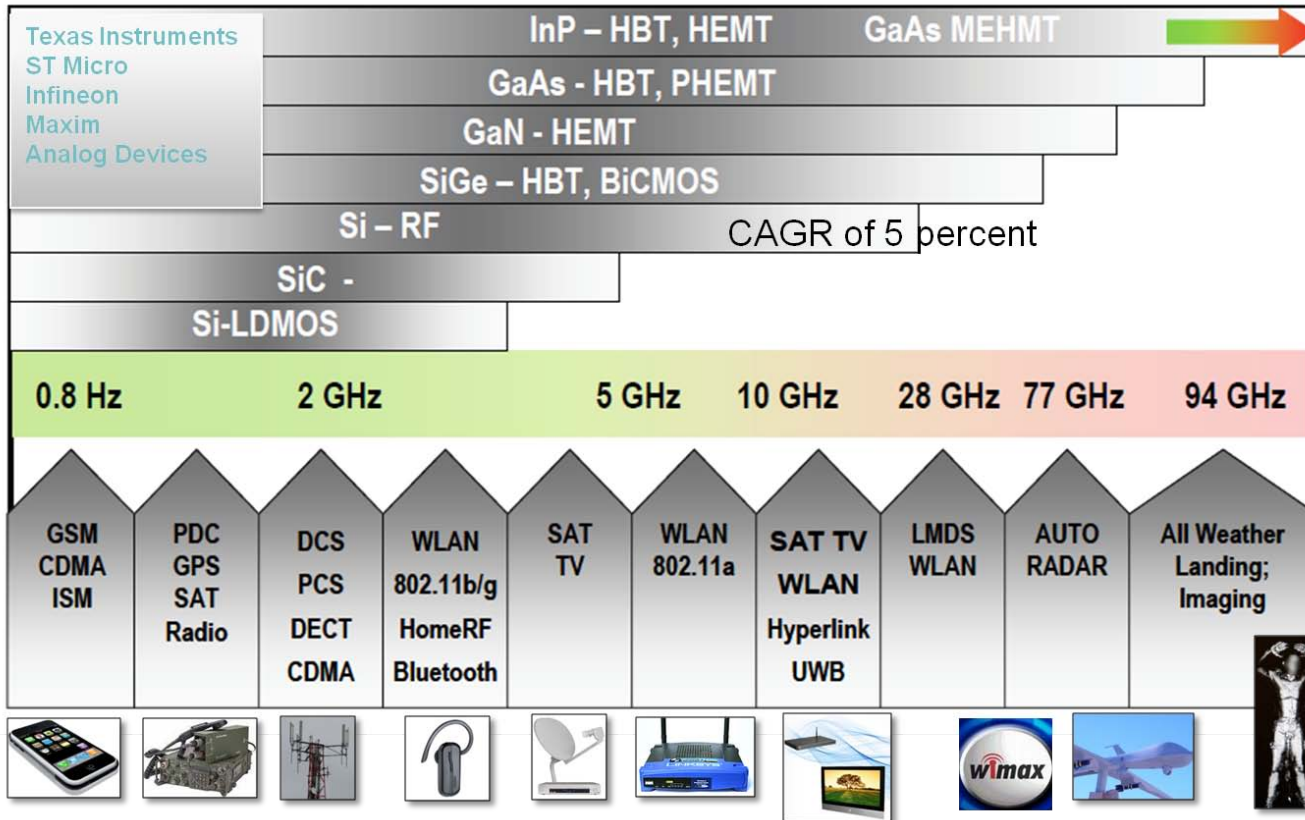 Texas Instruments
ST Micro
Infineon
Maxim
Analog Devices
InP – HBT, HEMT GaAs MEHMT
GaAs - HBT, PHEMT
GaN - HEMT
SiGe – HBT, BiCMOS
Si – RF
CAGR of 5 percent
SiC -
Si-LDMOS
0.8 Hz 2 GHz 5 GHz 10 GHz 28 GHz 77 GHz 94 GHz
GSM
CDMA
ISM
PDC
GPS
SAT
Radio
DCS
PCS
DECT
CDMA
WLAN
802.11b/g
HomeRF
Bluetooth
SAT
TV
WLAN
802.11a
SAT TV
WLAN
Hyperlink
UWB
LMDS
WLAN
AUTO
RADAR
All Weather
Landing;
Imaging
LINKSYS
wimax